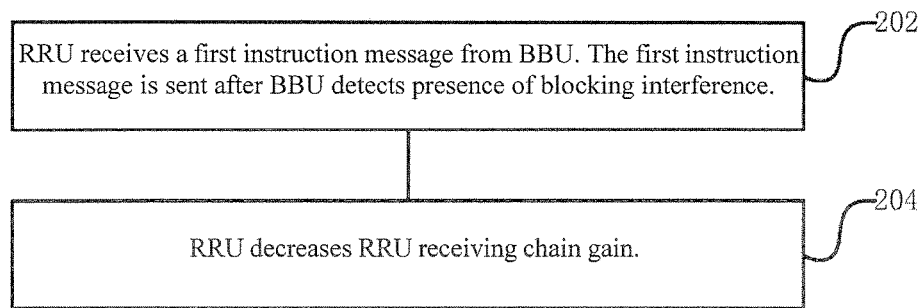 202
RRU receives a first instruction message from BBU. The first instruction
message is sent after BBU detects presence of blocking interference.
204
RRU decreases RRU receiving chain gain.